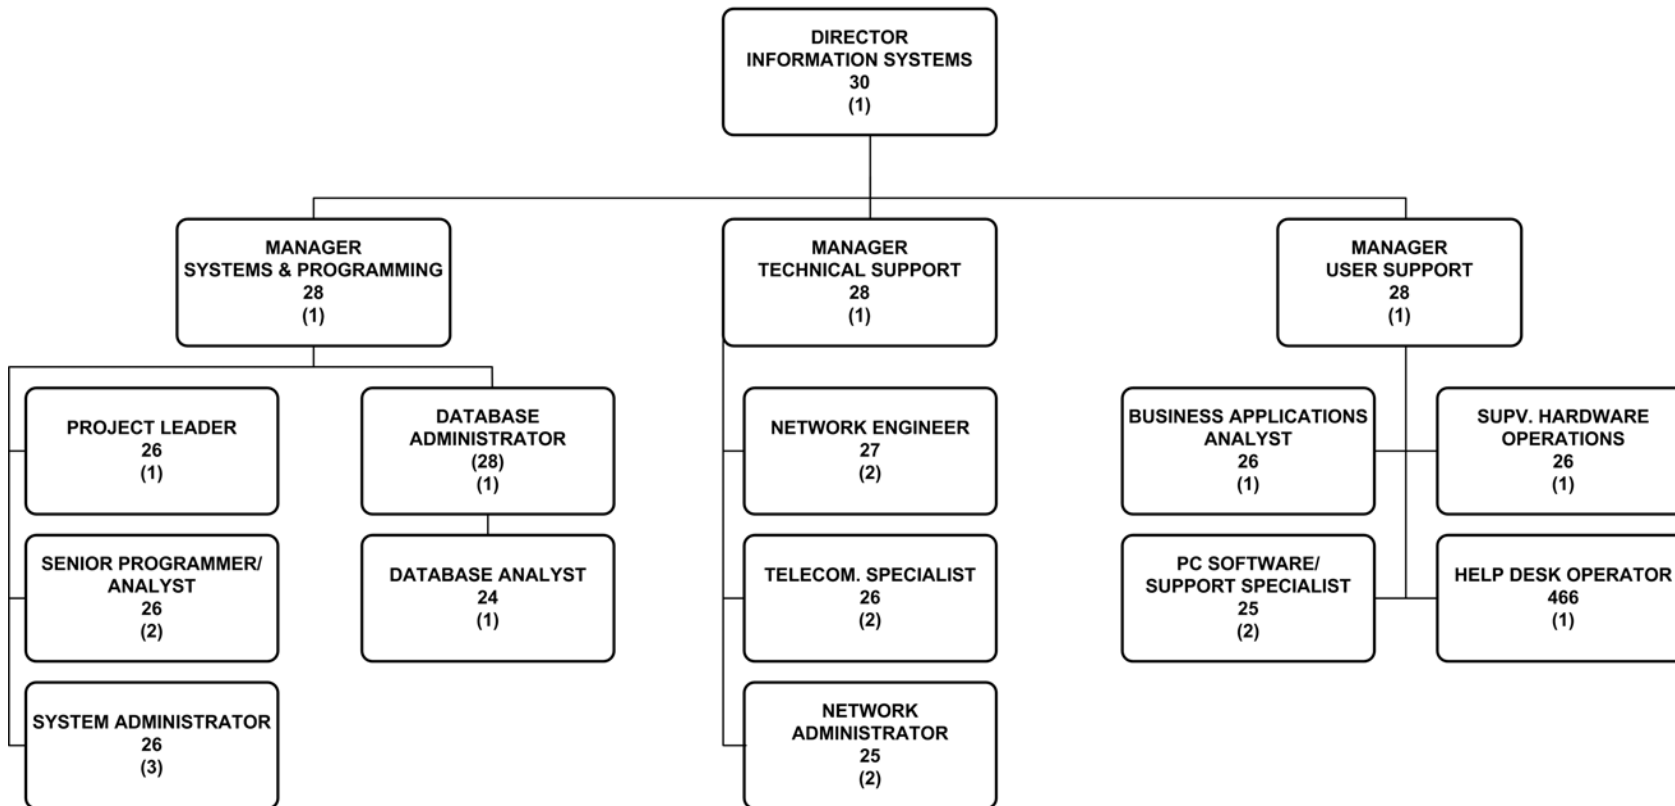 DIRECTOR
INFORMATION SYSTEMS
30
(1)
MANAGER
SYSTEMS & PROGRAMMING
28
(1)
MANAGER
TECHNICAL SUPPORT
28
(1)
MANAGER
USER SUPPORT
28
(1)
PROJECT LEADER
26
(1)
DATABASE
ADMINISTRATOR
(28)
(1)
NETWORK ENGINEER
27
(2)
BUSINESS APPLICATIONS
ANALYST
26
(1)
SUPV. HARDWARE
OPERATIONS
26
(1)
SENIOR PROGRAMMER/
ANALYST
26
(2)
DATABASE ANALYST
24
(1)
TELECOM. SPECIALIST
26
(2)
PC SOFTWARE/
SUPPORT SPECIALIST
25
(2)
HELP DESK OPERATOR
466
(1)
SYSTEM ADMINISTRATOR
26
(3)
NETWORK
ADMINISTRATOR
25
(2)